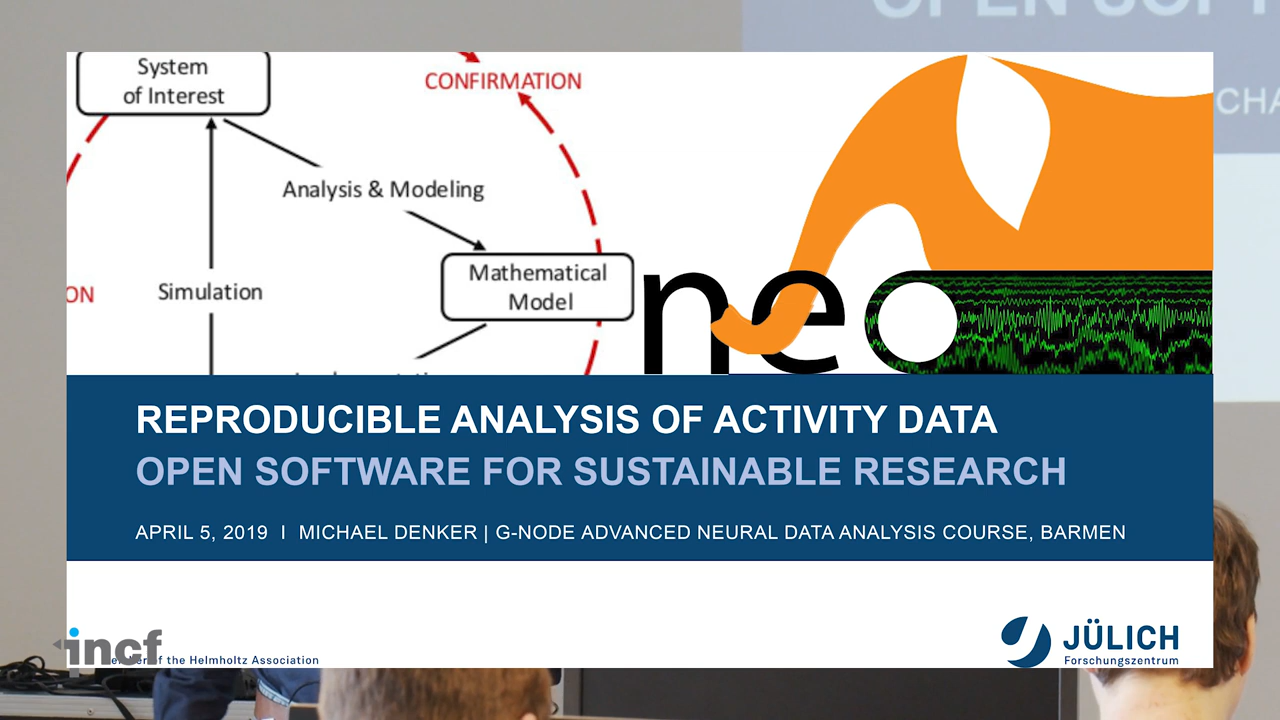 OPEN SOFT
CHA
System
of Interest
CONFIRMATION
Analysis & Modeling
Mathematical
Model
ON
Simulation
neo
REPRODUCIBLE ANALYSIS OF ACTIVITY DATA
OPEN SOFTWARE FOR SUSTAINABLE RESEARCH
APRIL 5, 2019 I MICHAEL DENKER | G-NODE ADVANCED NEURAL DATA ANALYSIS COURSE, BARMEN
incf
of the Helmholtz Association
JÜLICH
Forschungszentrum